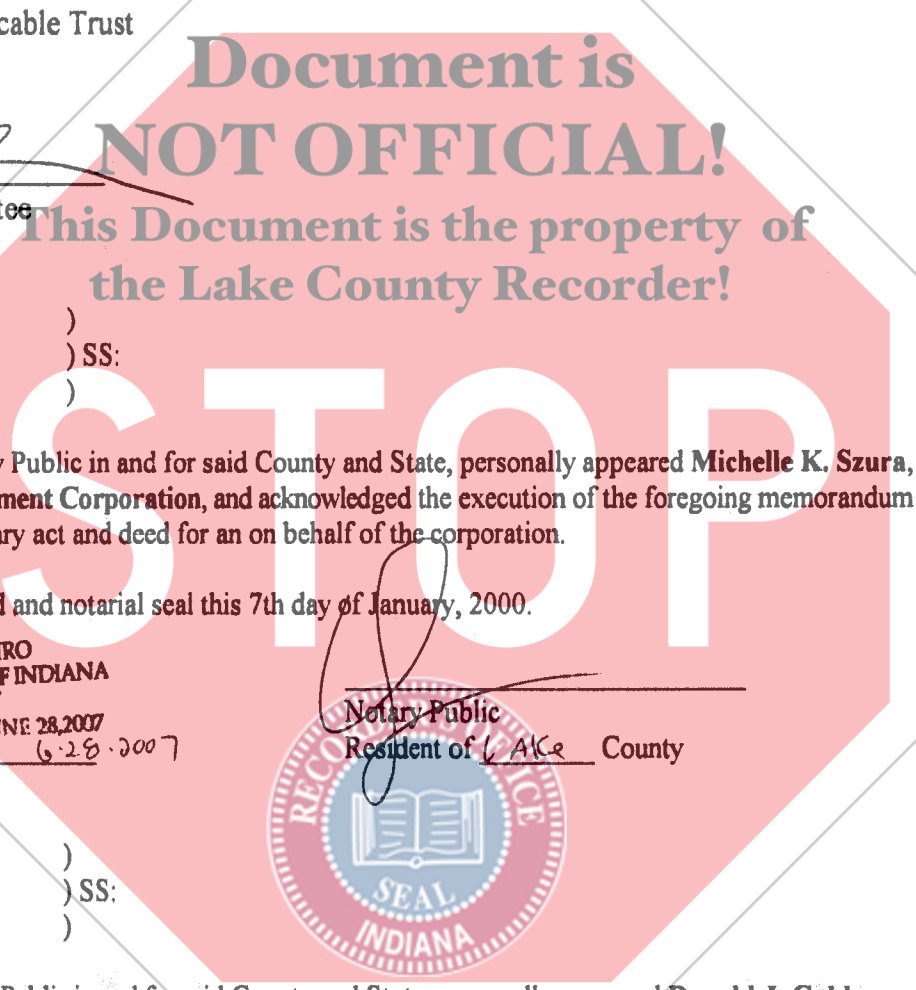 cable Trust
Document is
NOT OFFICIAL!
tee
This Document is the property of
the Lake County Recorder!
)
) SS:
)
STOP
Public in and for said County and State, personally appeared Michelle K. Szura,
ment Corporation, and acknowledged the execution of the foregoing memorandum
ary act and deed for an on behalf of the corporation.
and notarial seal this 7th day of January, 2000.
IRO
F INDIANA
NE 28,2007
6·28·2007
Notary Public
Resident of LAKe County
RECORDER'S OFFICE
SEAL
INDIANA
)
) SS:
)